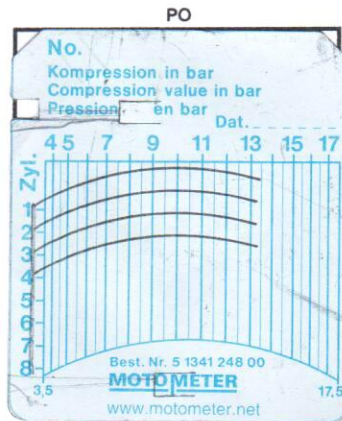 PO
No.
Kompression in bar
Compression value in bar
Pression en bar
Dat.
4 5 7 9 11 13 15 17
Zyl.
1
2
3
4
5
6
7
8
3,5 17,5
Best. Nr. 5 1341 248 00
MOTOMETER
www.motometer.net